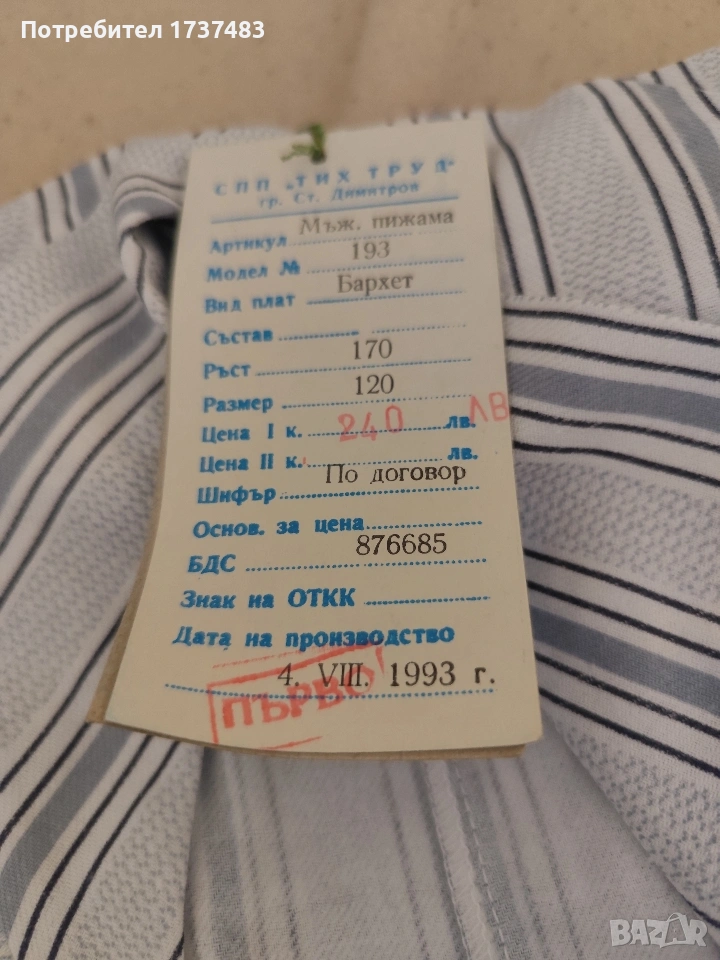 Потребител 1737483
СПП „ТИХ ТРУД"
гр. Ст. Димитров
Артикул Мъж. пижама
Модел № 193
Вид плат Бархет
Състав
Ръст 170
Размер 120
Цена I к. 240 лв. ЛВ
Цена II к. лв.
Шифър По договор
Основ. за цена
БДС 876685
Знак на ОТКК
Дата на производство
4. VIII. 1993 г.
ПЪРВО
BAZAR